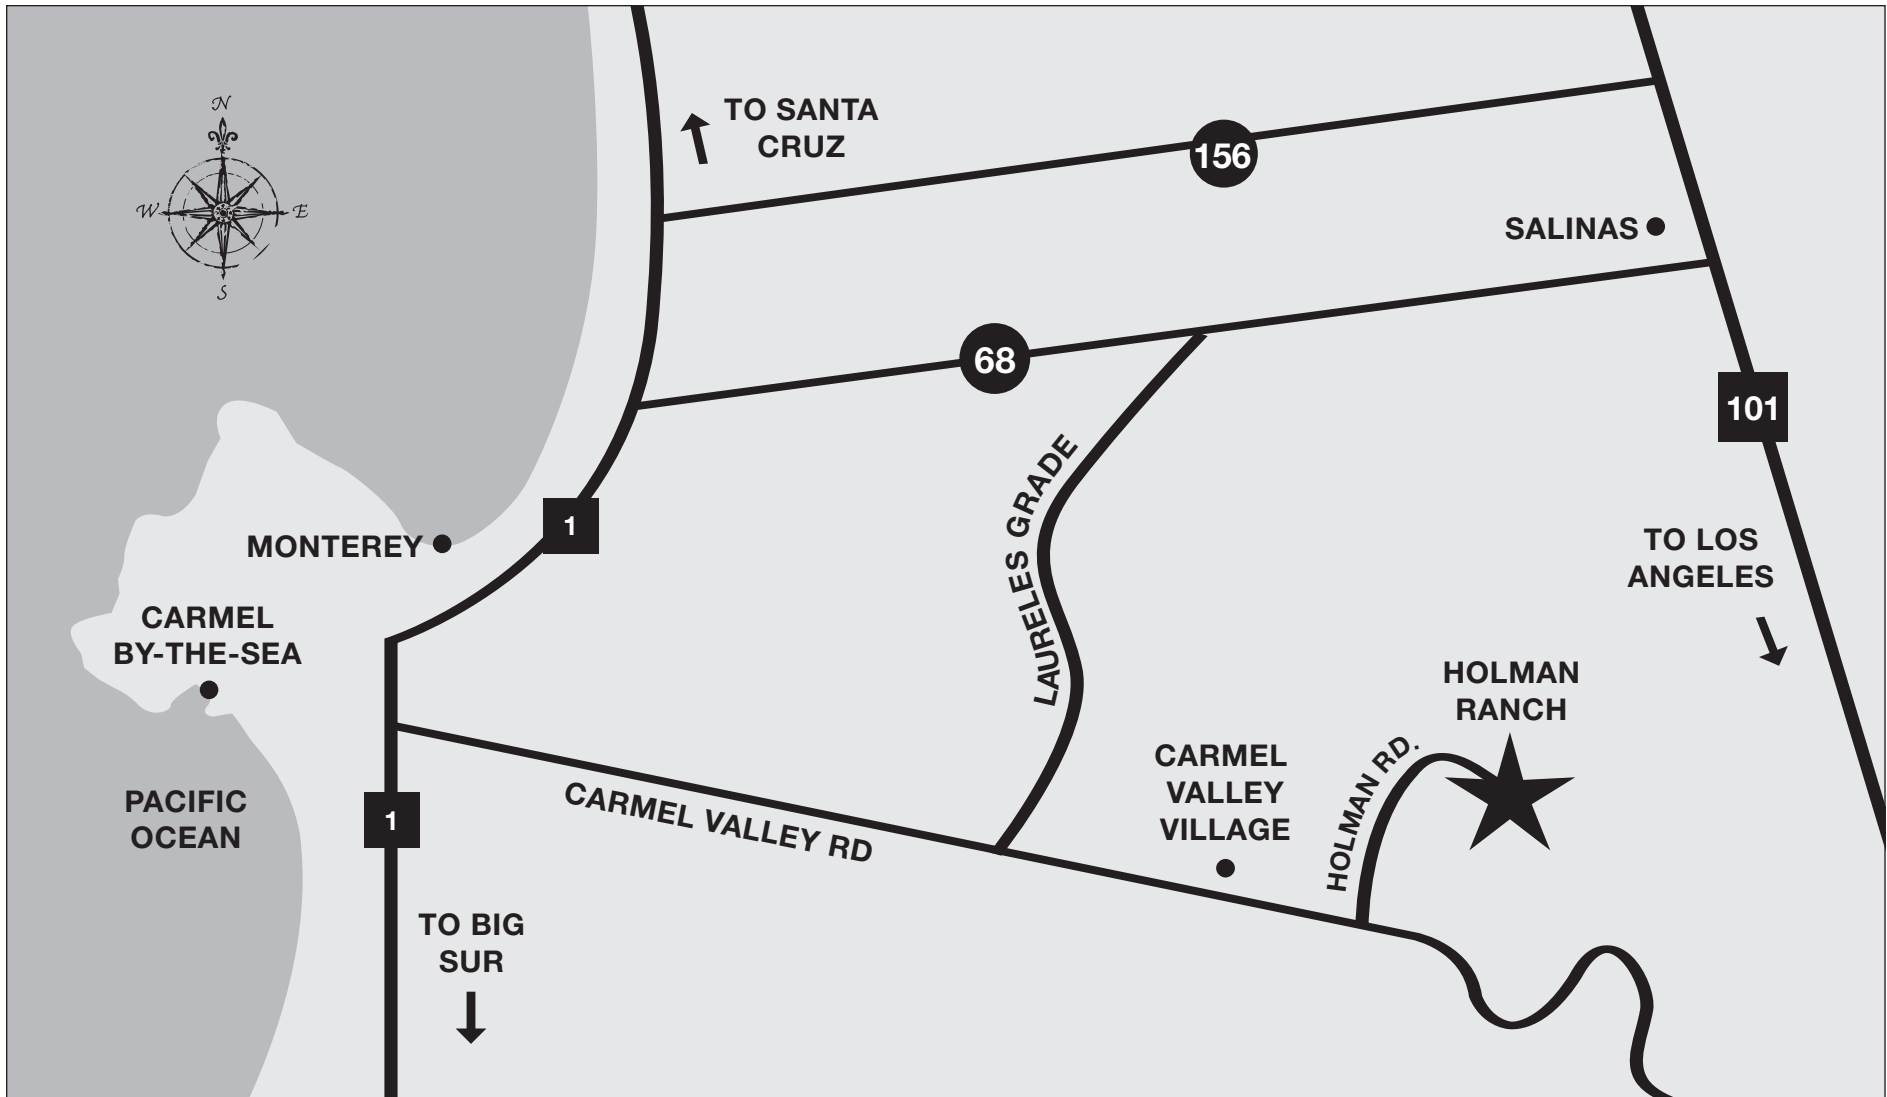 N
TO SANTA
CRUZ
156
W
E
SALINAS
S
68
101
LAURELES GRADE
1
MONTEREY
TO LOS
ANGELES
CARMEL
BY-THE-SEA
HOLMAN
RANCH
HOLMAN RD.
CARMEL
VALLEY
VILLAGE
PACIFIC
OCEAN
CARMEL VALLEY RD
1
TO BIG
SUR